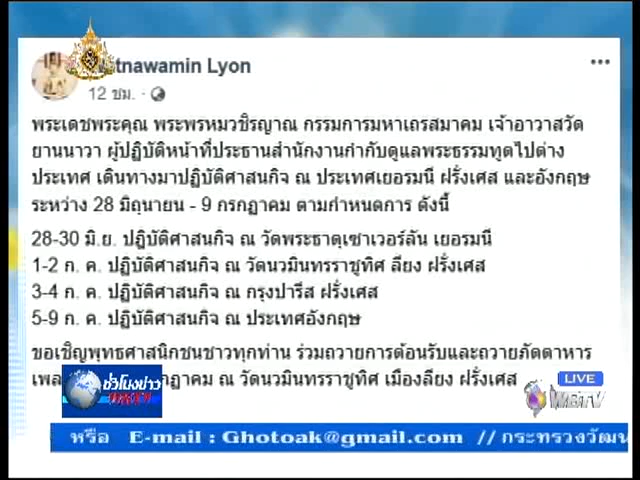 tnawamin Lyon
12 ชม. ·
พระเดชพระคุณ พระพรหมวชิรญาณ กรรมการมหาเถรสมาคม เจ้าอาวาสวัด
ยานนาวา ผู้ปฏิบัติหน้าที่ประธานสำนักงานกำกับดูแลพระธรรมทูตไปต่าง
ประเทศ เดินทางมาปฏิบัติศาสนกิจ ณ ประเทศเยอรมนี ฝรั่งเศส และอังกฤษ
ระหว่าง 28 มิถุนายน - 9 กรกฎาคม ตามกำหนดการ ดังนี้
28-30 มิ.ย. ปฏิบัติศาสนกิจ ณ วัดพระธาตุเซาเวอร์ลัน เยอรมนี
1-2 ก. ค. ปฏิบัติศาสนกิจ ณ วัดนวมินทรราชูทิศ ลียง ฝรั่งเศส
3-4 ก. ค. ปฏิบัติศาสนกิจ ณ กรุงปารีส ฝรั่งเศส
5-9 ก. ค. ปฏิบัติศาสนกิจ ณ ประเทศอังกฤษ
ขอเชิญพุทธศาสนิกชนชาวทุกท่าน ร่วมถวายการต้อนรับและถวายภัตตาหาร
เพล ฎาคม ณ วัดนวมินทรราชูทิศ เมืองลียง ฝรั่งเศส
ชั่วโมงข่าว
LIVE
WBTV
หรือ E-mail : Ghotoak@gmail.com // กระทรวงวัฒน